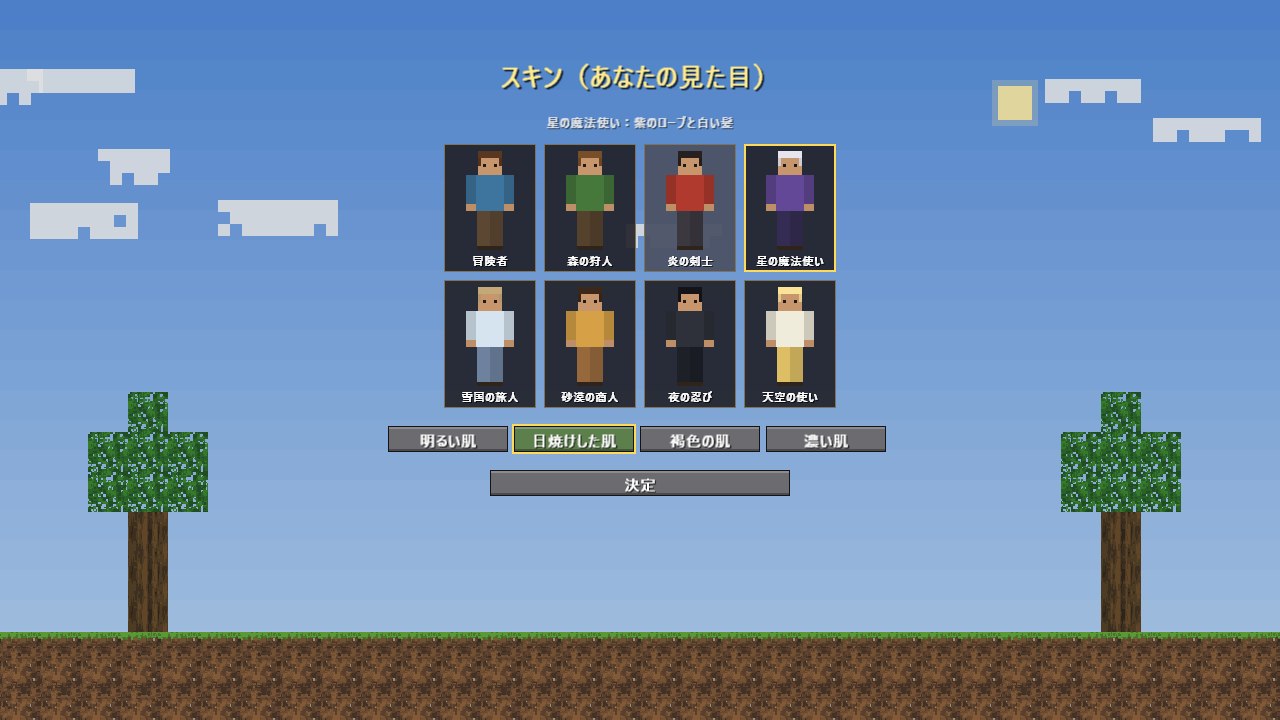 スキン（あなたの見た目）
星の魔法使い：紫のローブと白い髪
冒険者 森の狩人 炎の剣士 星の魔法使い
雪国の旅人 砂漠の商人 夜の忍び 天空の使い
明るい肌 日焼けした肌 褐色の肌 濃い肌
決定